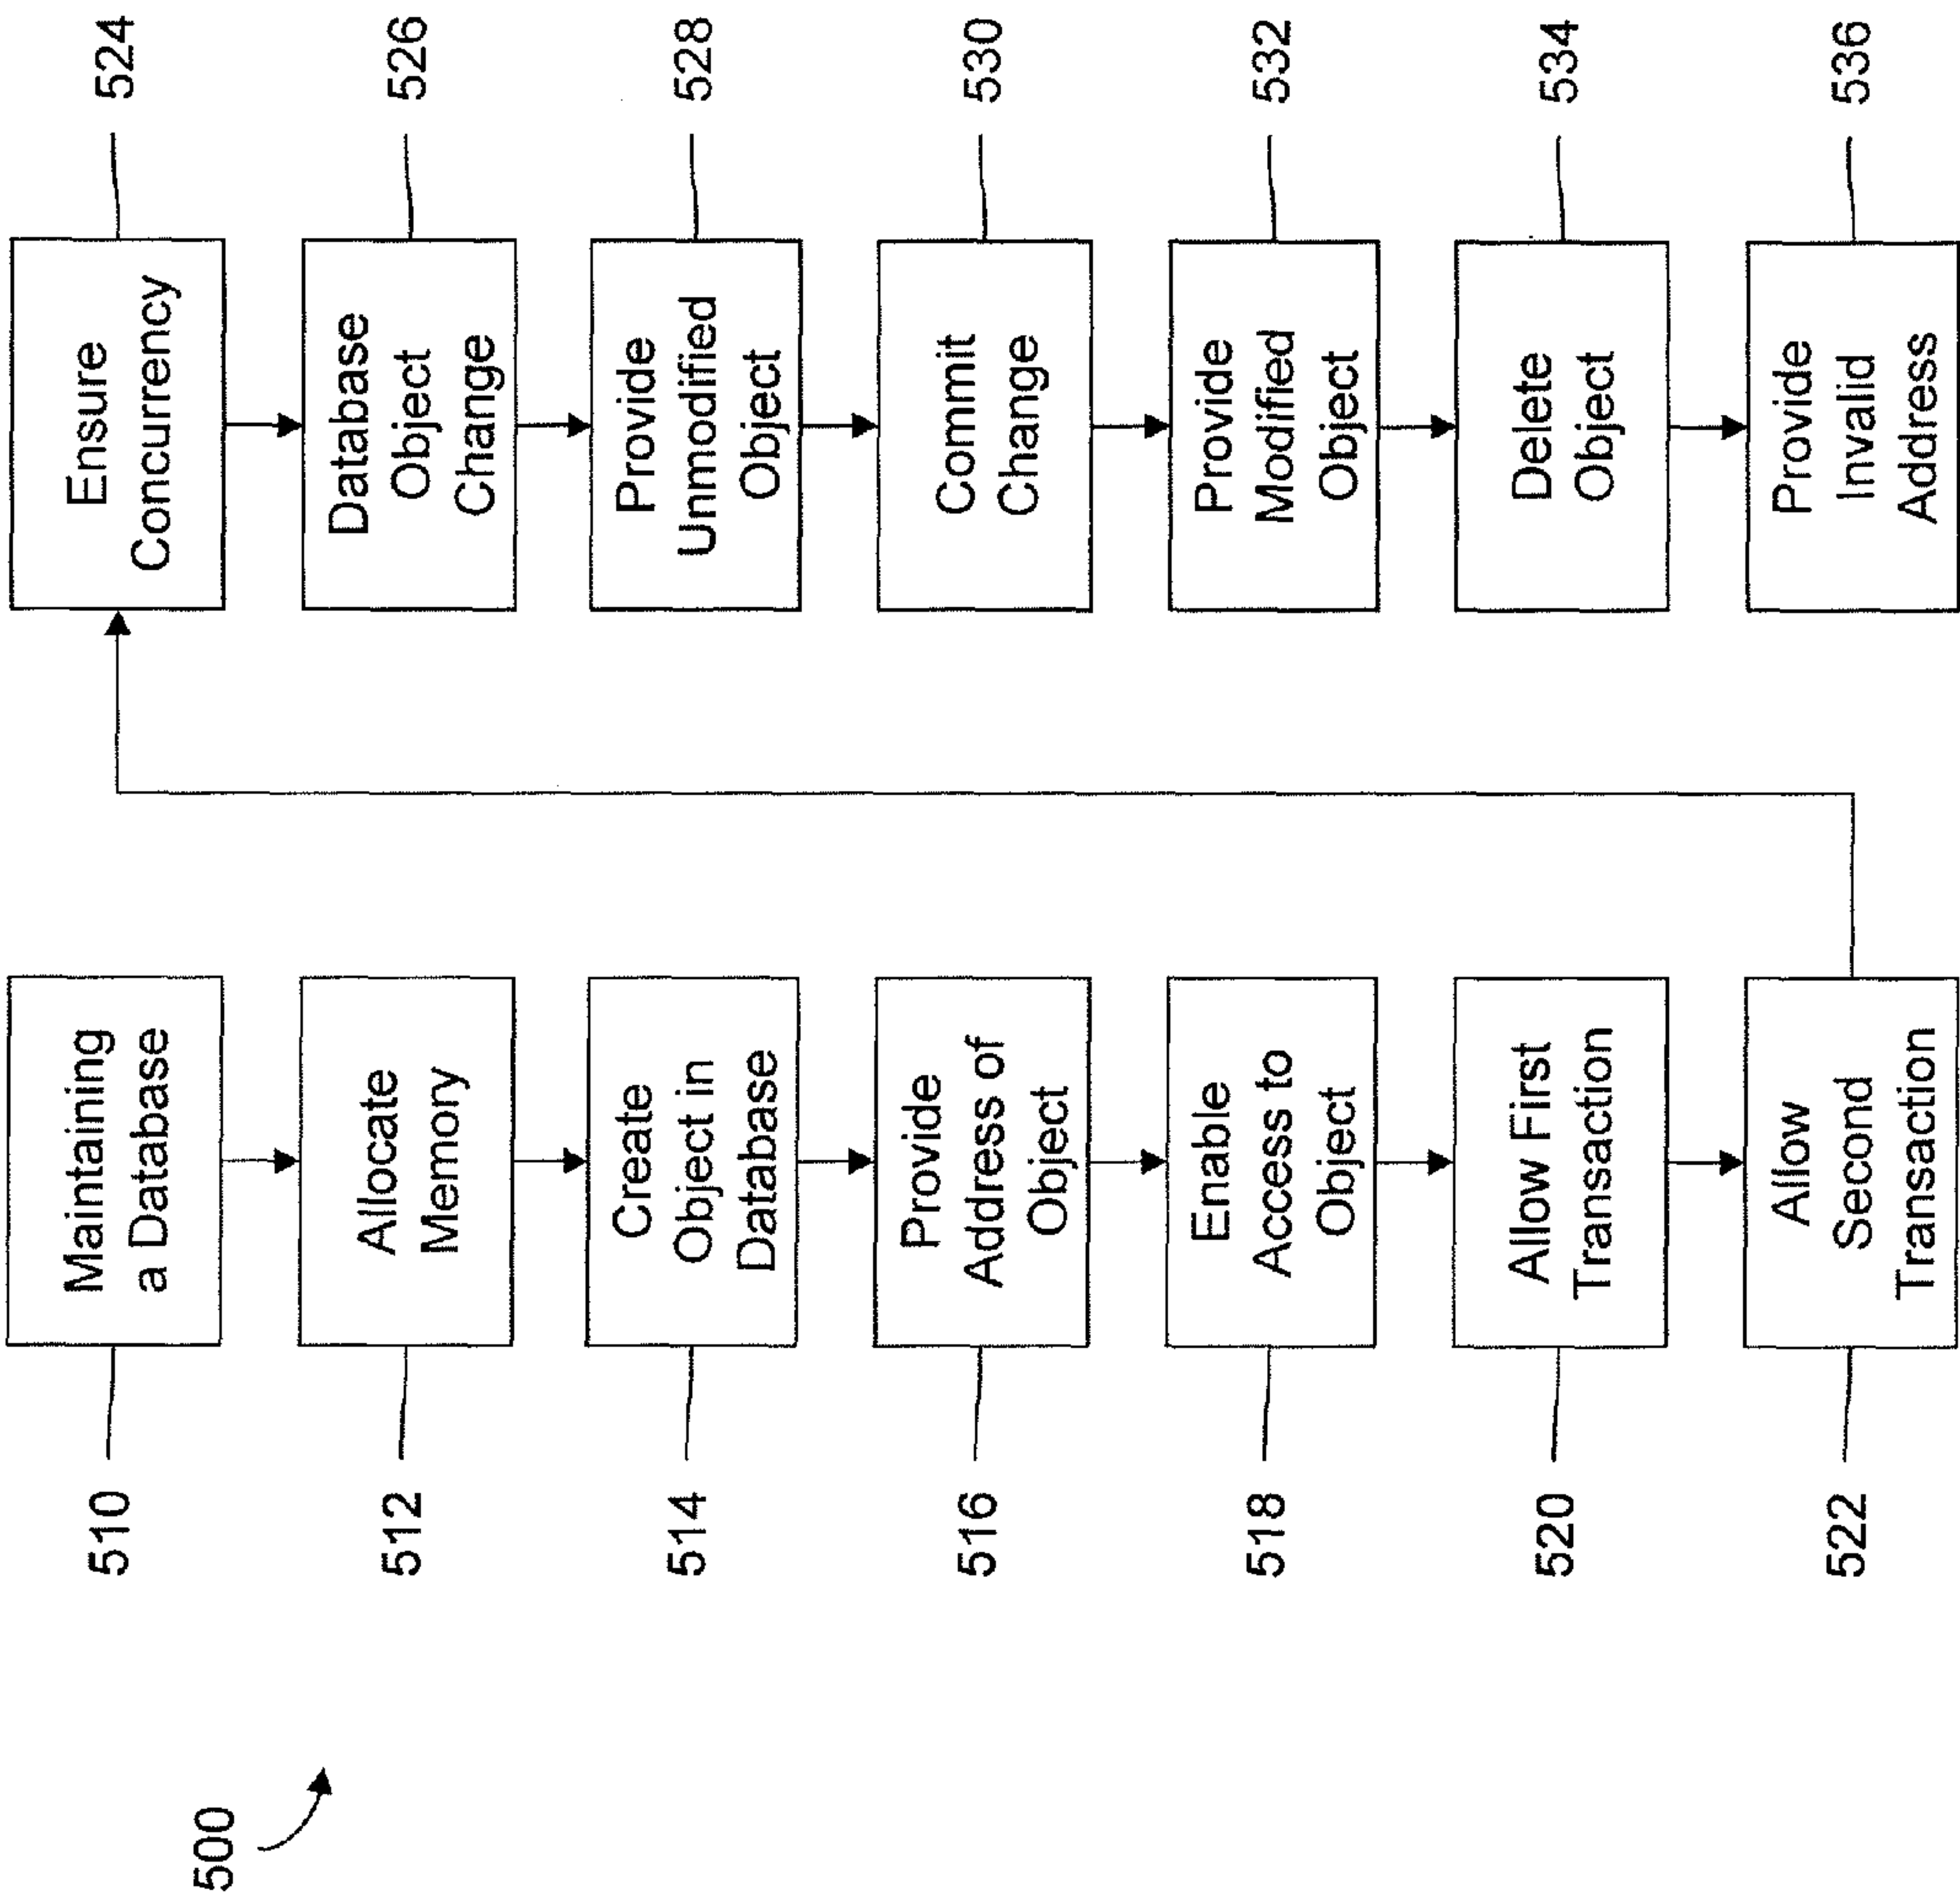 500
510
Maintaining
a Database
512
Allocate
Memory
514
Create
Object in
Database
516
Provide
Address of
Object
518
Enable
Access to
Object
520
Allow First
Transaction
522
Allow
Second
Transaction
524
Ensure
Concurrency
526
Database
Object
Change
528
Provide
Unmodified
Object
530
Commit
Change
532
Provide
Modified
Object
534
Delete
Object
536
Provide
Invalid
Address